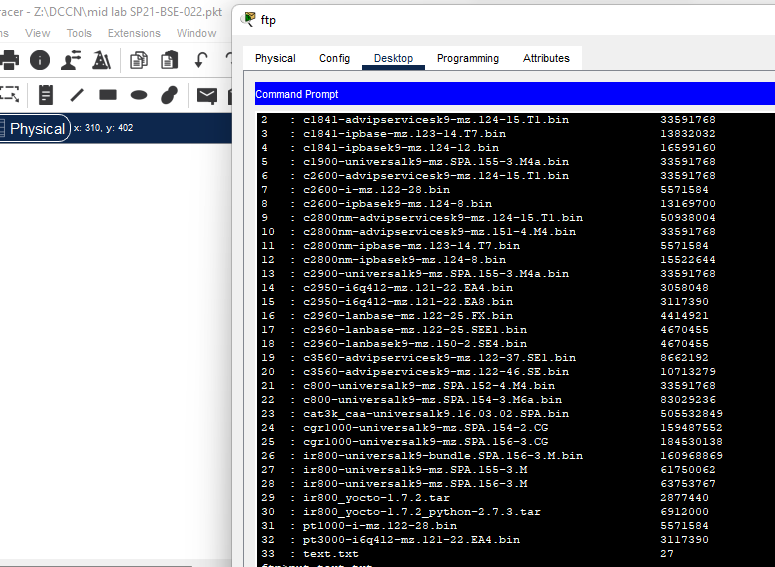 racer - Z:\DCCN\mid lab SP21-BSE-022.pkt
ns View Tools Extensions Window
Physical x: 310, y: 402
ftp
Physical Config Desktop Programming Attributes
Command Prompt
2 : c1841-advipservicesk9-mz.124-15.T1.bin 33591768
3 : c1841-ipbase-mz.123-14.T7.bin 13832032
4 : c1841-ipbasek9-mz.124-12.bin 16599160
5 : c1900-universalk9-mz.SPA.155-3.M4a.bin 33591768
6 : c2600-advipservicesk9-mz.124-15.T1.bin 33591768
7 : c2600-i-mz.122-28.bin 5571584
8 : c2600-ipbasek9-mz.124-8.bin 13169700
9 : c2800nm-advipservicesk9-mz.124-15.T1.bin 50938004
10 : c2800nm-advipservicesk9-mz.151-4.M4.bin 33591768
11 : c2800nm-ipbase-mz.123-14.T7.bin 5571584
12 : c2800nm-ipbasek9-mz.124-8.bin 15522644
13 : c2900-universalk9-mz.SPA.155-3.M4a.bin 33591768
14 : c2950-i6q4l2-mz.121-22.EA4.bin 3058048
15 : c2950-i6q4l2-mz.121-22.EA8.bin 3117390
16 : c2960-lanbase-mz.122-25.FX.bin 4414921
17 : c2960-lanbase-mz.122-25.SEE1.bin 4670455
18 : c2960-lanbasek9-mz.150-2.SE4.bin 4670455
19 : c3560-advipservicesk9-mz.122-37.SE1.bin 8662192
20 : c3560-advipservicesk9-mz.122-46.SE.bin 10713279
21 : c800-universalk9-mz.SPA.152-4.M4.bin 33591768
22 : c800-universalk9-mz.SPA.154-3.M6a.bin 83029236
23 : cat3k_caa-universalk9.16.03.02.SPA.bin 505532849
24 : cgr1000-universalk9-mz.SPA.154-2.CG 159487552
25 : cgr1000-universalk9-mz.SPA.156-3.CG 184530138
26 : ir800-universalk9-bundle.SPA.156-3.M.bin 160968869
27 : ir800-universalk9-mz.SPA.155-3.M 61750062
28 : ir800-universalk9-mz.SPA.156-3.M 63753767
29 : ir800_yocto-1.7.2.tar 2877440
30 : ir800_yocto-1.7.2_python-2.7.3.tar 6912000
31 : pt1000-i-mz.122-28.bin 5571584
32 : pt3000-i6q4l2-mz.121-22.EA4.bin 3117390
33 : text.txt 27
ftp>put text.txt